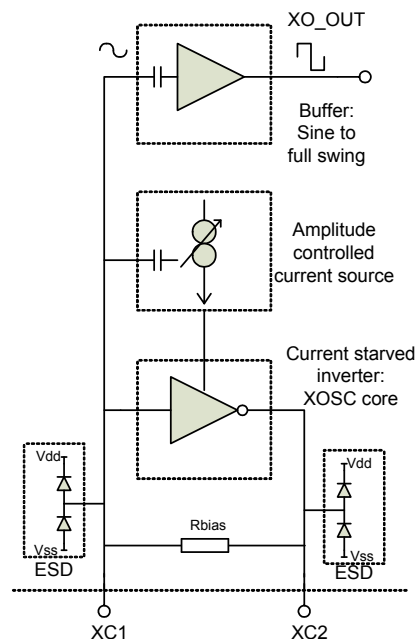 XO_OUT
Buffer:
Sine to
full swing
Amplitude
controlled
current source
Current starved
inverter:
XOSC core
Vdd
Vss
ESD
Rbias
Vdd
Vss
ESD
XC1
XC2